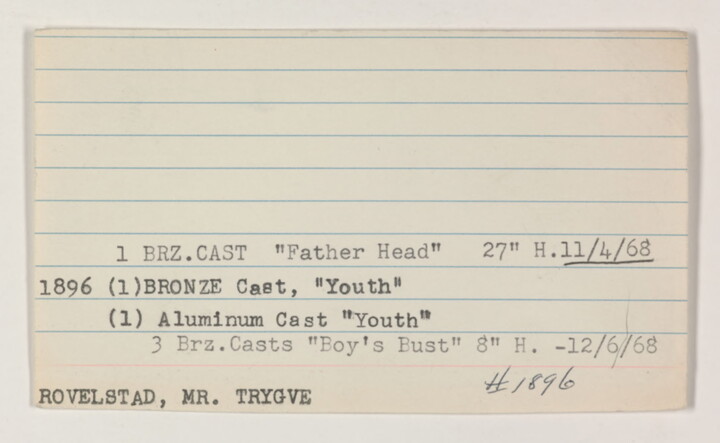 1 BRZ.CAST "Father Head" 27" H.11/4/68
1896 (1)BRONZE Cast, "Youth"
(1) Aluminum Cast "Youth"
3 Brz.Casts "Boy's Bust" 8" H. -12/6/68
#1896
ROVELSTAD, MR. TRYGVE